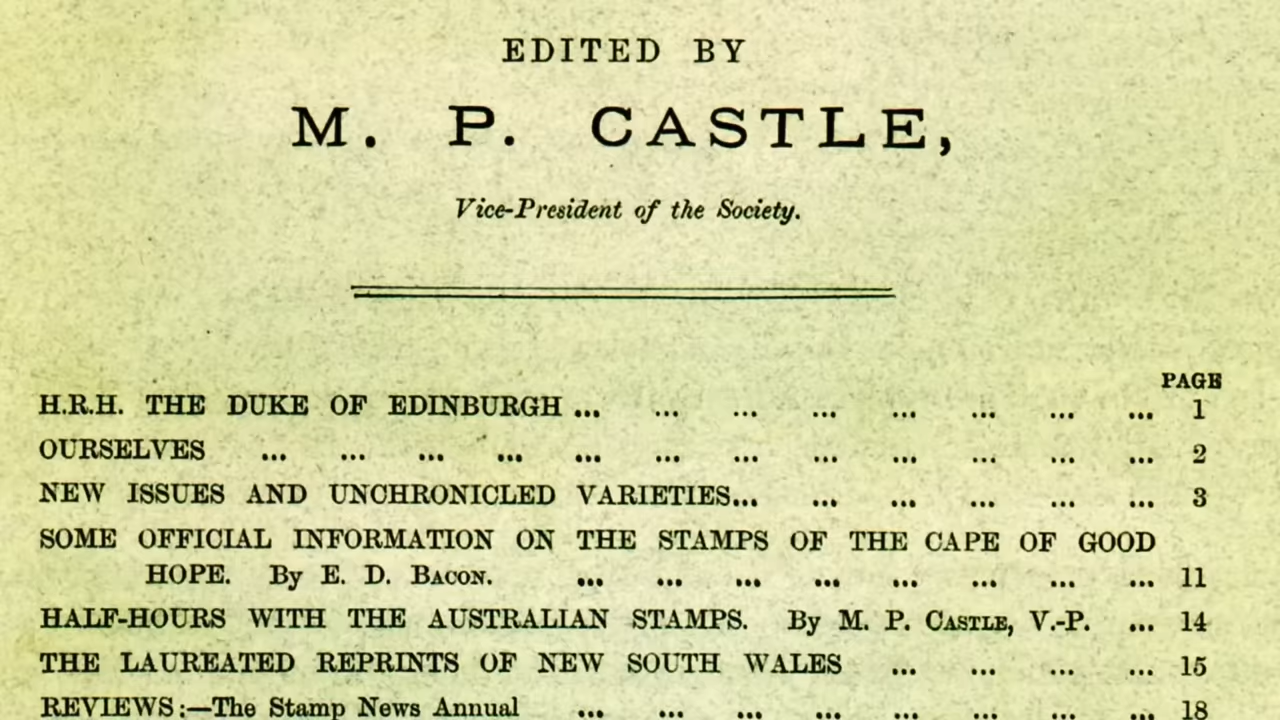 EDITED BY
M. P. CASTLE,
Vice-President of the Society.
PAGE
H.R.H. THE DUKE OF EDINBURGH ... ... ... ... ... ... ... ... 1
OURSELVES ... ... ... ... ... ... ... ... ... ... ... ... 2
NEW ISSUES AND UNCHRONICLED VARIETIES... ... ... ... ... ... 3
SOME OFFICIAL INFORMATION ON THE STAMPS OF THE CAPE OF GOOD
HOPE. By E. D. BACON. ... ... ... ... ... ... ... ... 11
HALF-HOURS WITH THE AUSTRALIAN STAMPS. By M. P. CASTLE, V.-P. ... 14
THE LAUREATED REPRINTS OF NEW SOUTH WALES ... ... ... ... 15
REVIEWS:—The Stamp News Annual ... ... ... ... ... ... ... ... 18